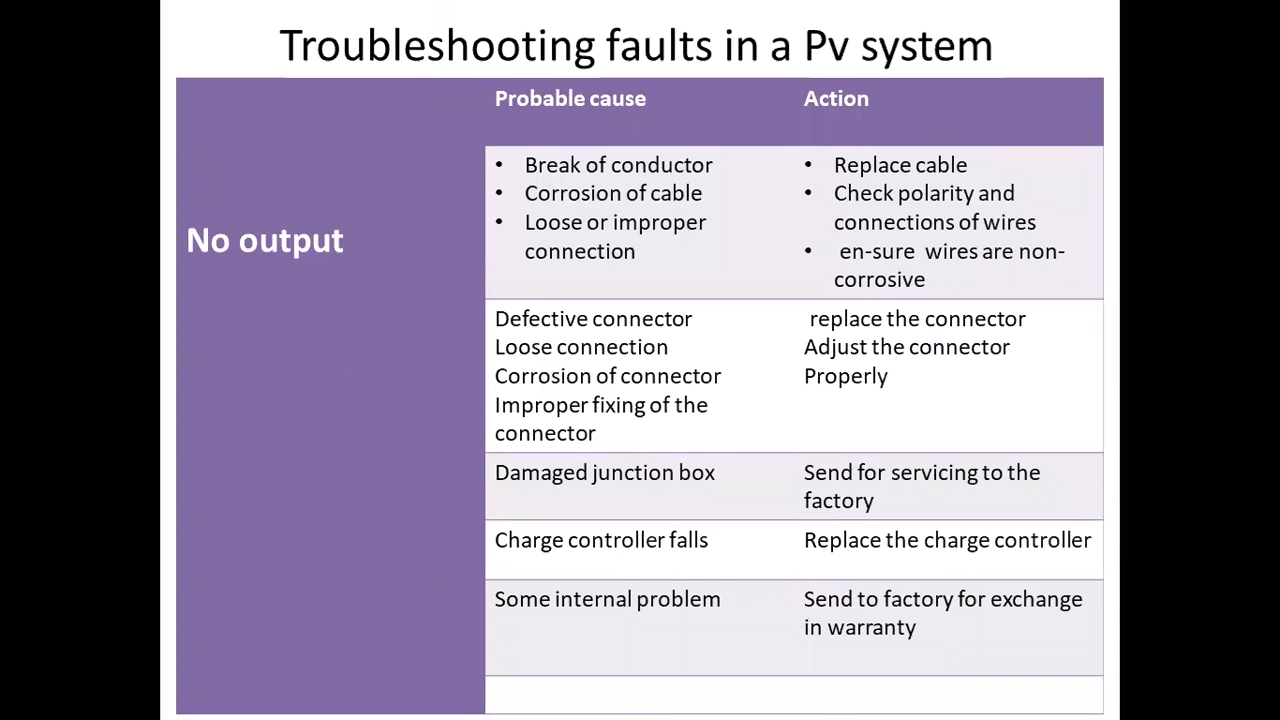 Troubleshooting faults in a Pv system
Probable cause
Action
No output
• Break of conductor
• Corrosion of cable
• Loose or improper
connection
• Replace cable
• Check polarity and
connections of wires
• en-sure wires are non-
corrosive
Defective connector
Loose connection
Corrosion of connector
Improper fixing of the
connector
replace the connector
Adjust the connector
Properly
Damaged junction box
Send for servicing to the
factory
Charge controller falls
Replace the charge controller
Some internal problem
Send to factory for exchange
in warranty